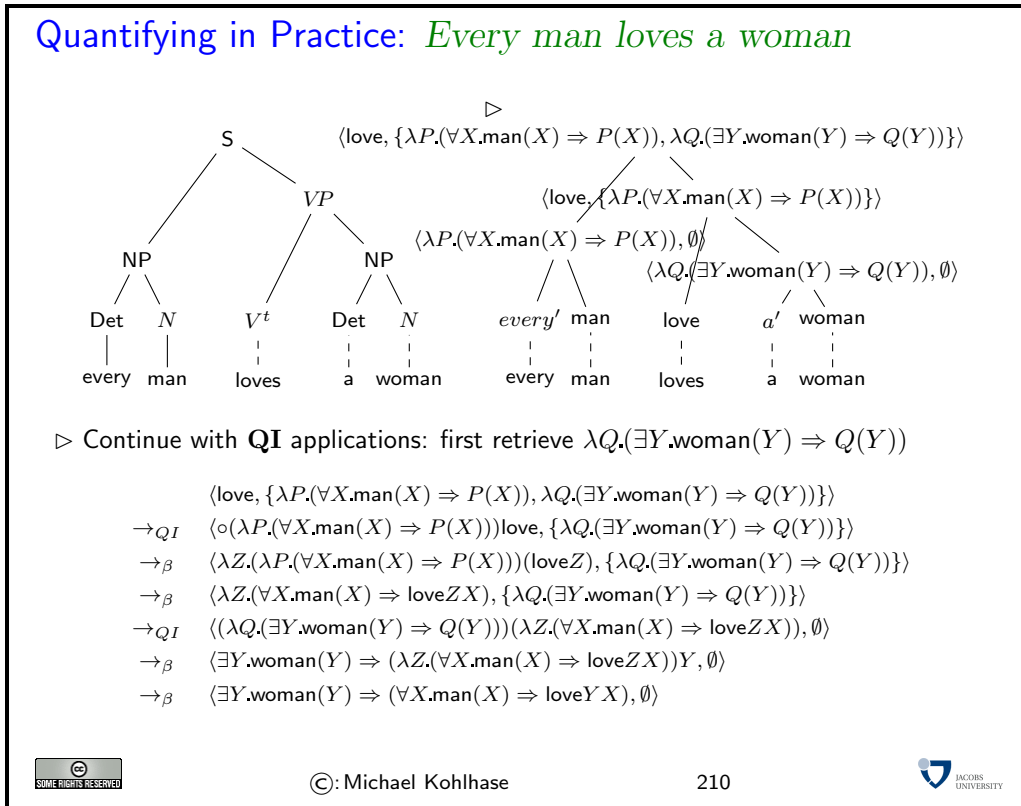 Quantifying in Practice: Every man loves a woman
▷
S ⟨love, {λP.(∀X.man(X) ⇒ P(X)), λQ.(∃Y.woman(Y) ⇒ Q(Y))}⟩
VP ⟨love, {λP.(∀X.man(X) ⇒ P(X))}⟩
⟨λP.(∀X.man(X) ⇒ P(X)), ∅⟩
NP NP ⟨λQ.(∃Y.woman(Y) ⇒ Q(Y)), ∅⟩
Det N V^t Det N every′ man love a′ woman
every man loves a woman every man loves a woman
▷ Continue with QI applications: first retrieve λQ.(∃Y.woman(Y) ⇒ Q(Y))
⟨love, {λP.(∀X.man(X) ⇒ P(X)), λQ.(∃Y.woman(Y) ⇒ Q(Y))}⟩
→QI ⟨∘(λP.(∀X.man(X) ⇒ P(X)))love, {λQ.(∃Y.woman(Y) ⇒ Q(Y))}⟩
→β ⟨λZ.(λP.(∀X.man(X) ⇒ P(X)))(loveZ), {λQ.(∃Y.woman(Y) ⇒ Q(Y))}⟩
→β ⟨λZ.(∀X.man(X) ⇒ loveZX), {λQ.(∃Y.woman(Y) ⇒ Q(Y))}⟩
→QI ⟨(λQ.(∃Y.woman(Y) ⇒ Q(Y)))(λZ.(∀X.man(X) ⇒ loveZX)), ∅⟩
→β ⟨∃Y.woman(Y) ⇒ (λZ.(∀X.man(X) ⇒ loveZX))Y, ∅⟩
→β ⟨∃Y.woman(Y) ⇒ (∀X.man(X) ⇒ loveYX), ∅⟩
cc
SOME RIGHTS RESERVED
©: Michael Kohlhase 210
JACOBS
UNIVERSITY